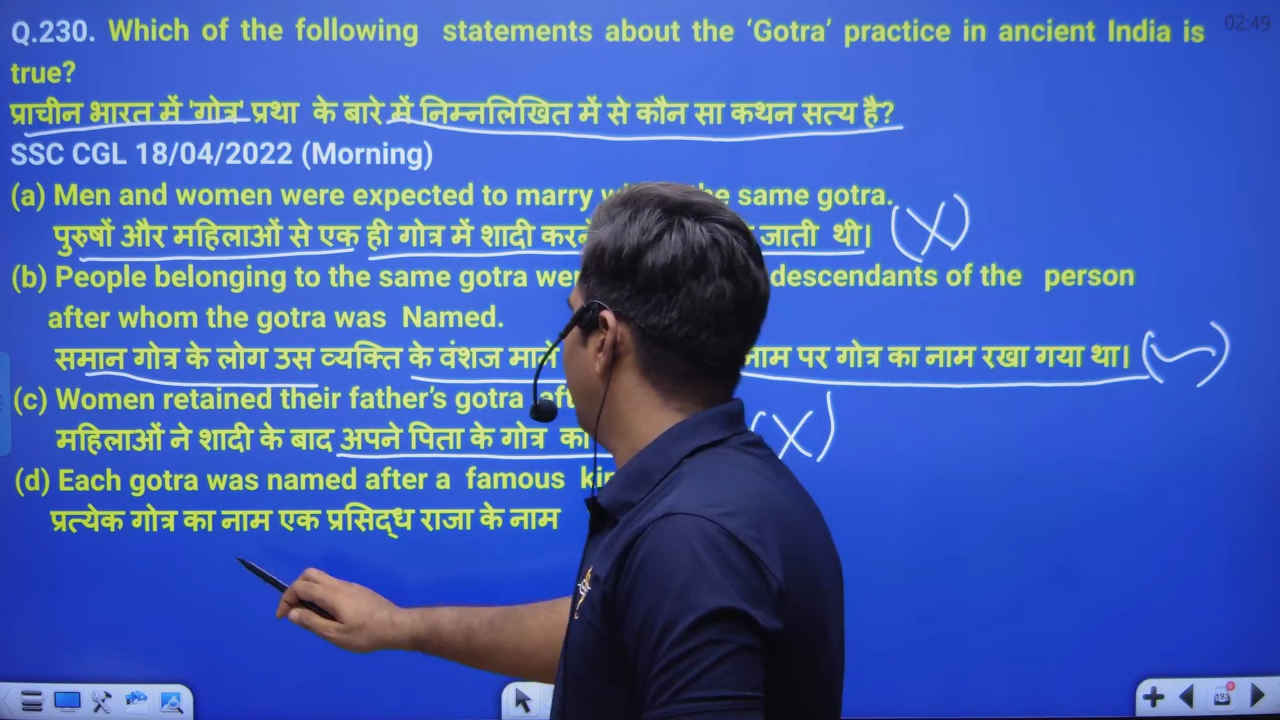 Q.230. Which of the following statements about the ‘Gotra’ practice in ancient India is
02:49
true?
प्राचीन भारत में 'गोत्र' प्रथा के बारे में निम्नलिखित में से कौन सा कथन सत्य है?
SSC CGL 18/04/2022 (Morning)
(a) Men and women were expected to marry same gotra. (X)
पुरुषों और महिलाओं से एक ही गोत्र में शादी जाती थी।
(b) People belonging to the same gotra descendants of the person
after whom the gotra was Named.
समान गोत्र के लोग उस व्यक्ति के वंशज नाम पर गोत्र का नाम रखा गया था।
(c) Women retained their father’s gotra (X)
महिलाओं ने शादी के बाद अपने पिता के गोत्र
(d) Each gotra was named after a famous
प्रत्येक गोत्र का नाम एक प्रसिद्ध राजा के नाम
193